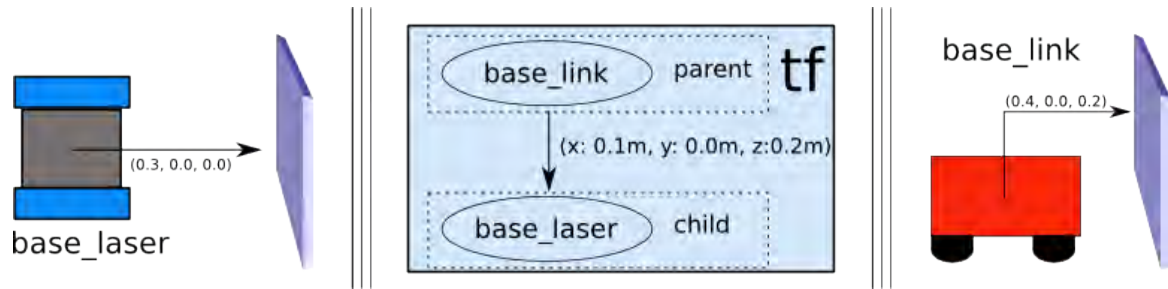 (0.3, 0.0, 0.0)
base_laser
base_link
parent
tf
(x: 0.1m, y: 0.0m, z:0.2m)
base_laser
child
base_link
(0.4, 0.0, 0.2)